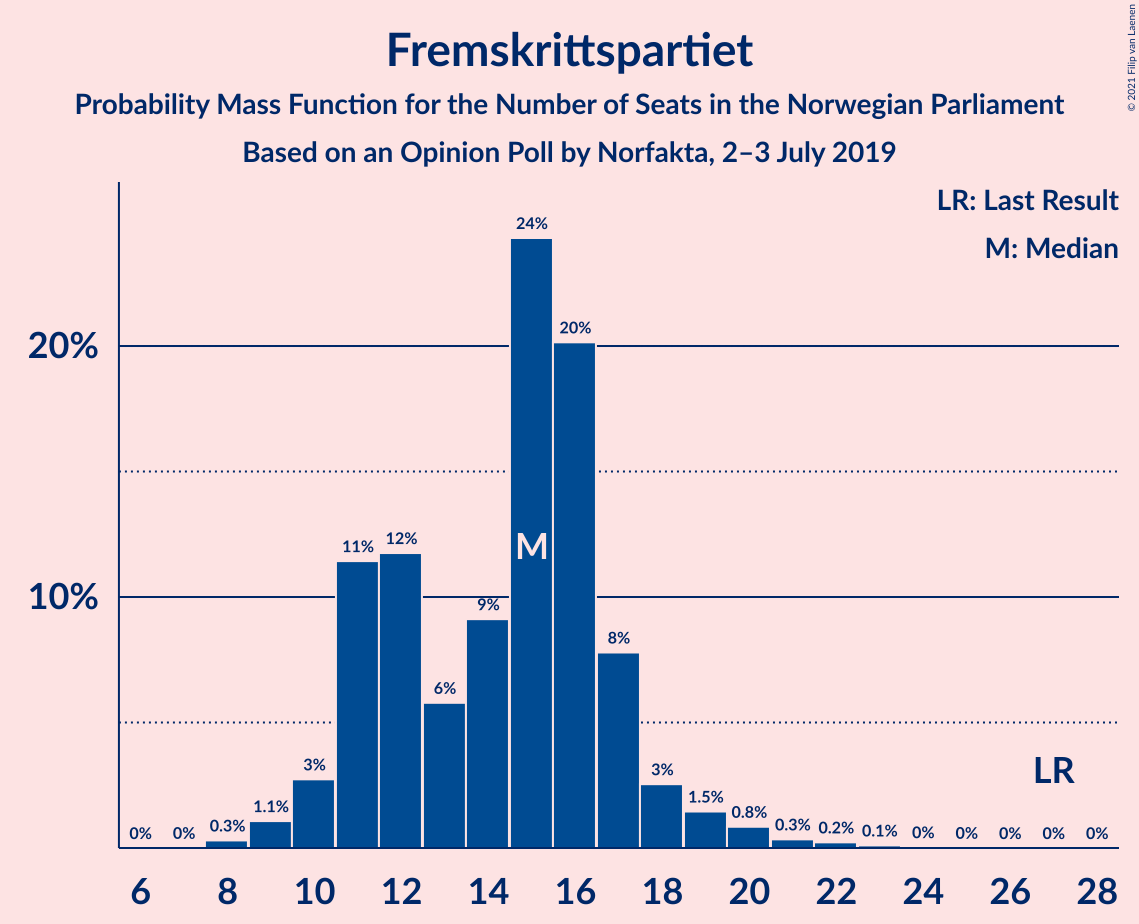 Fremskrittspartiet
Probability Mass Function for the Number of Seats in the Norwegian Parliament
Based on an Opinion Poll by Norfakta, 2–3 July 2019
© 2021 Filip van Laenen
LR: Last Result
M: Median
24%
20%
20%
12%
11%
M
10%
9%
8%
6%
LR
3%
3%
1.5%
1.1%
0.8%
0% 0% 0.3% 0.3% 0.2% 0.1% 0% 0% 0% 0% 0%
6 8 10 12 14 16 18 20 22 24 26 28